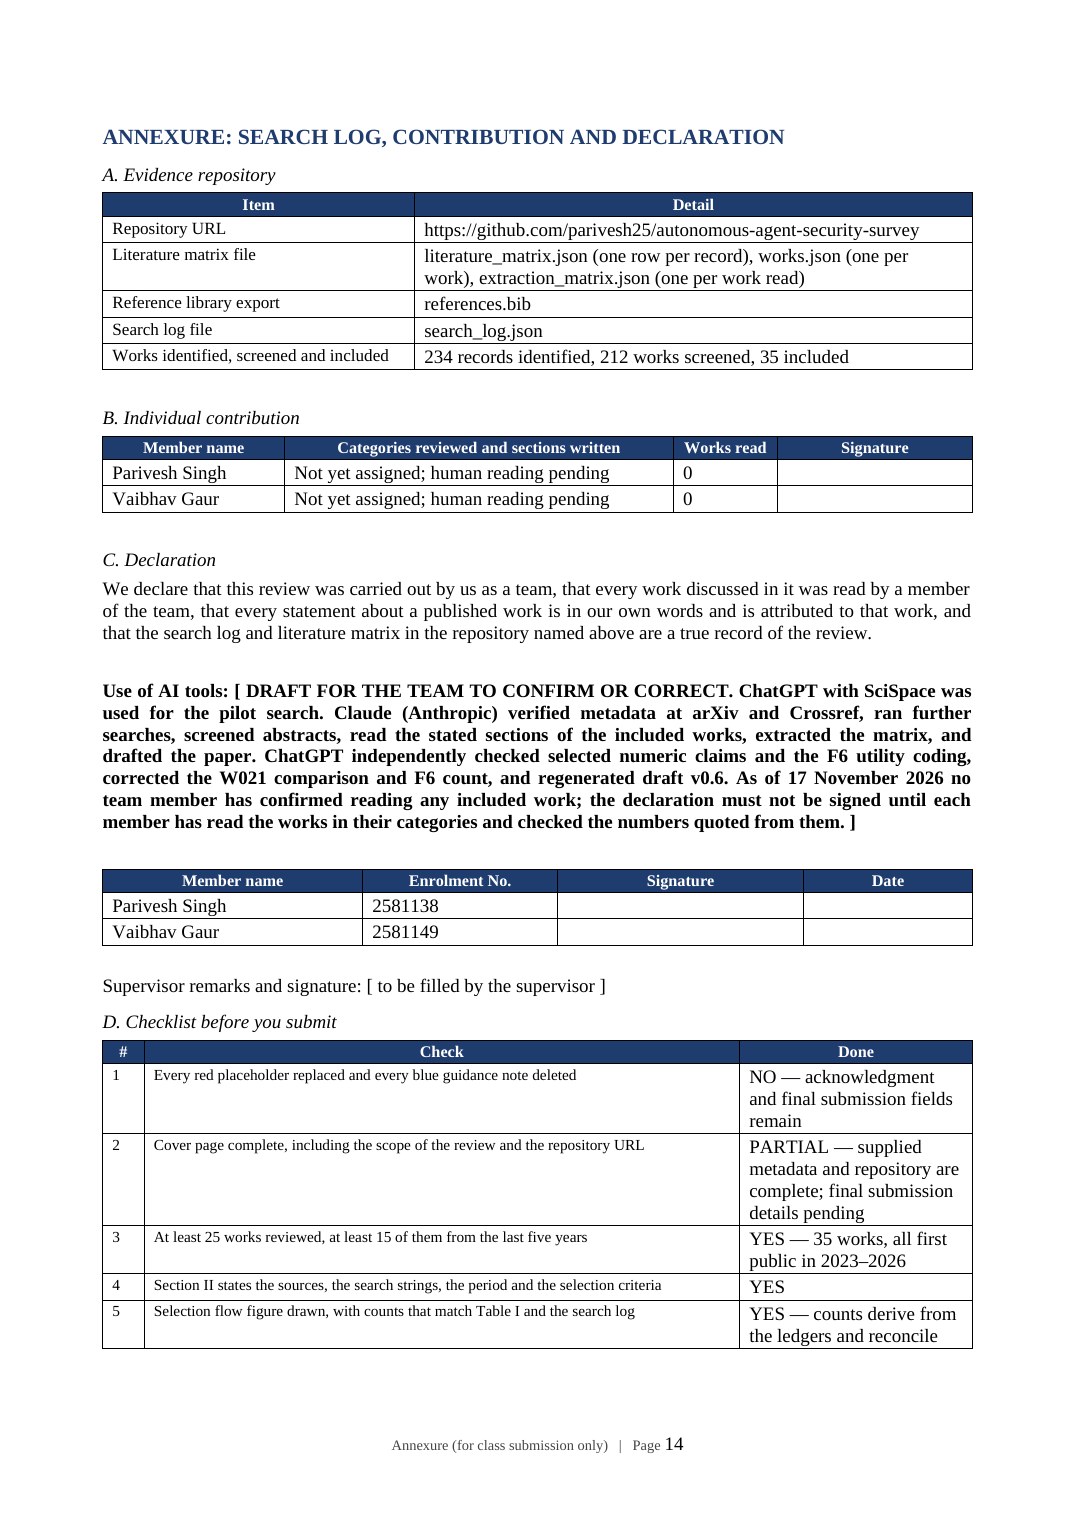 ANNEXURE: SEARCH LOG, CONTRIBUTION AND DECLARATION
A. Evidence repository
Item Detail
Repository URL https://github.com/parivesh25/autonomous-agent-security-survey
Literature matrix file literature_matrix.json (one row per record), works.json (one per
work), extraction_matrix.json (one per work read)
Reference library export references.bib
Search log file search_log.json
Works identified, screened and included 234 records identified, 212 works screened, 35 included
B. Individual contribution
Member name Categories reviewed and sections written Works read Signature
Parivesh Singh Not yet assigned; human reading pending 0
Vaibhav Gaur Not yet assigned; human reading pending 0
C. Declaration
We declare that this review was carried out by us as a team, that every work discussed in it was read by a member
of the team, that every statement about a published work is in our own words and is attributed to that work, and
that the search log and literature matrix in the repository named above are a true record of the review.
Use of AI tools: [ DRAFT FOR THE TEAM TO CONFIRM OR CORRECT. ChatGPT with SciSpace was
used for the pilot search. Claude (Anthropic) verified metadata at arXiv and Crossref, ran further
searches, screened abstracts, read the stated sections of the included works, extracted the matrix, and
drafted the paper. ChatGPT independently checked selected numeric claims and the F6 utility coding,
corrected the W021 comparison and F6 count, and regenerated draft v0.6. As of 17 November 2026 no
team member has confirmed reading any included work; the declaration must not be signed until each
member has read the works in their categories and checked the numbers quoted from them. ]
Member name Enrolment No. Signature Date
Parivesh Singh 2581138
Vaibhav Gaur 2581149
Supervisor remarks and signature: [ to be filled by the supervisor ]
D. Checklist before you submit
# Check Done
1 Every red placeholder replaced and every blue guidance note deleted NO — acknowledgment
and final submission fields
remain
2 Cover page complete, including the scope of the review and the repository URL PARTIAL — supplied
metadata and repository are
complete; final submission
details pending
3 At least 25 works reviewed, at least 15 of them from the last five years YES — 35 works, all first
public in 2023–2026
4 Section II states the sources, the search strings, the period and the selection criteria YES
5 Selection flow figure drawn, with counts that match Table I and the search log YES — counts derive from
the ledgers and reconcile
Annexure (for class submission only) | Page 14